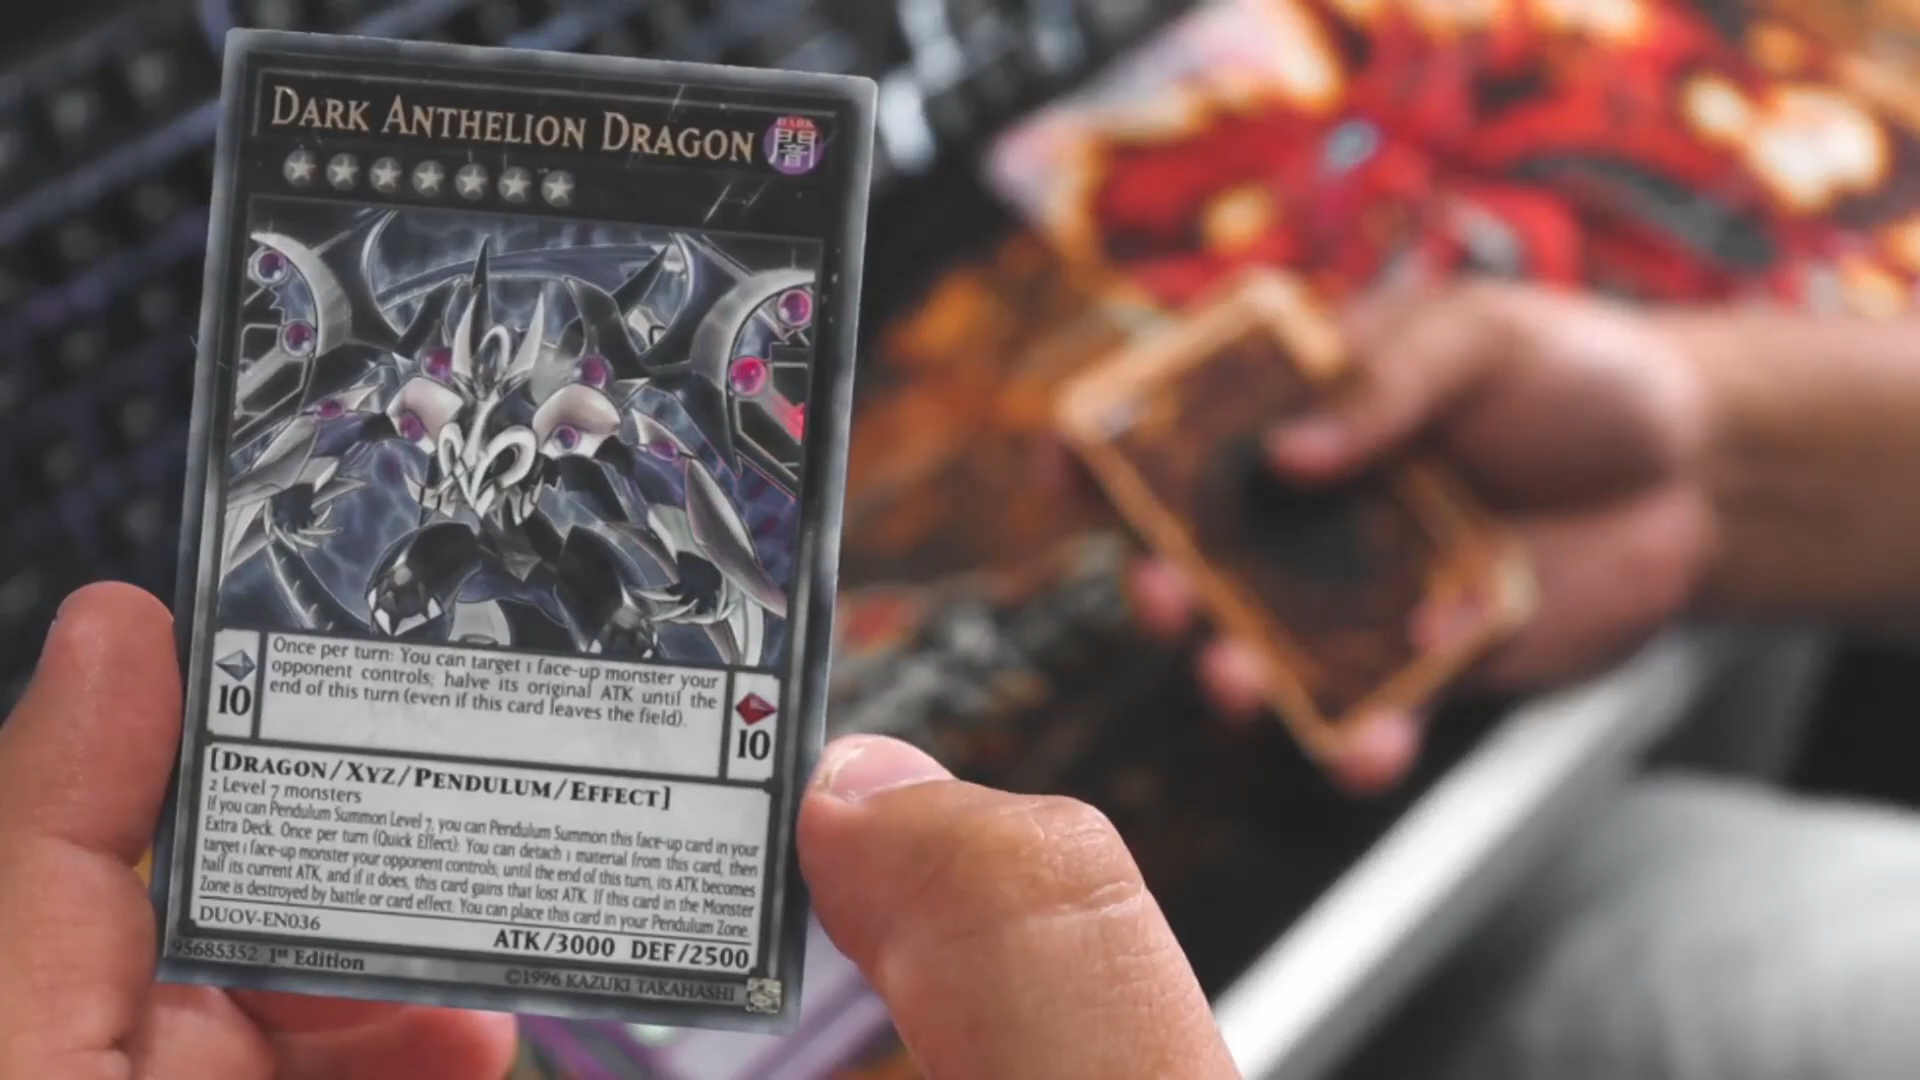 DARK ANTHELION DRAGON
DARK
闇
Once per turn: You can target 1 face-up monster your
opponent controls; halve its original ATK until the
end of this turn (even if this card leaves the field).
10
10
[DRAGON/XYZ/PENDULUM/EFFECT]
2 Level 7 monsters
If you can Pendulum Summon Level 7, you can Pendulum Summon this face-up card in your
Extra Deck. Once per turn (Quick Effect): You can detach 1 material from this card, then
target 1 face-up monster your opponent controls; until the end of this turn, its ATK becomes
half its current ATK, and if it does, this card gains that lost ATK. If this card in the Monster
Zone is destroyed by battle or card effect: You can place this card in your Pendulum Zone.
DUOV-EN036
ATK/3000 DEF/2500
95685352 1st Edition
©1996 KAZUKI TAKAHASHI